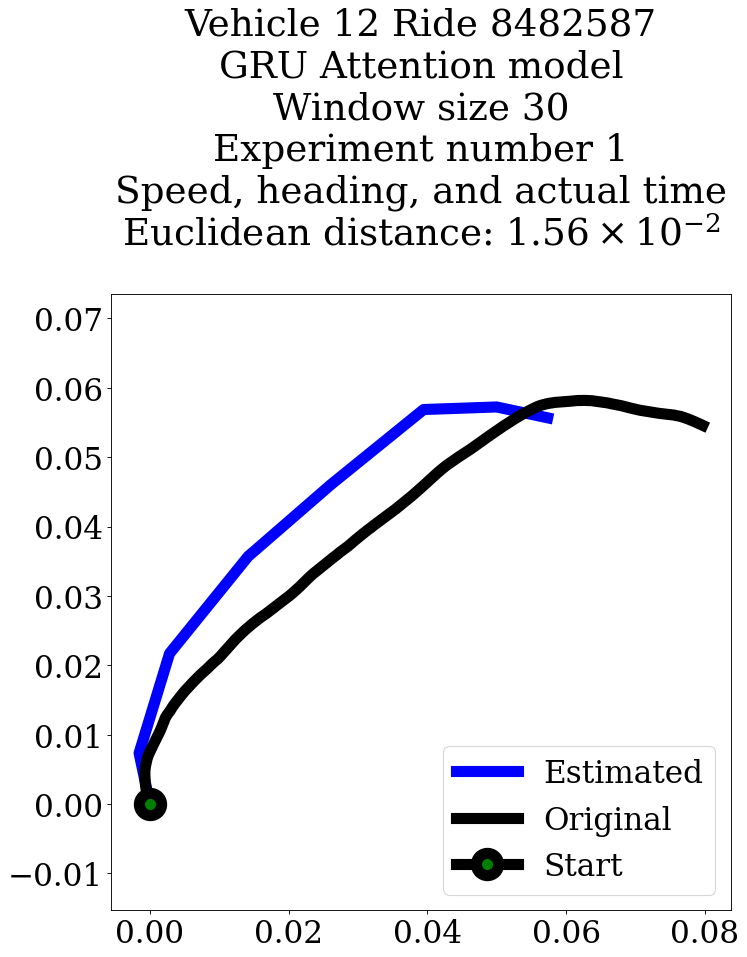 Vehicle 12 Ride 8482587
GRU Attention model
Window size 30
Experiment number 1
Speed, heading, and actual time
Euclidean distance: 1.56 × 10⁻²
0.07
0.06
0.05
0.04
0.03
0.02
0.01
0.00
−0.01
Estimated
Original
Start
0.00 0.02 0.04 0.06 0.08